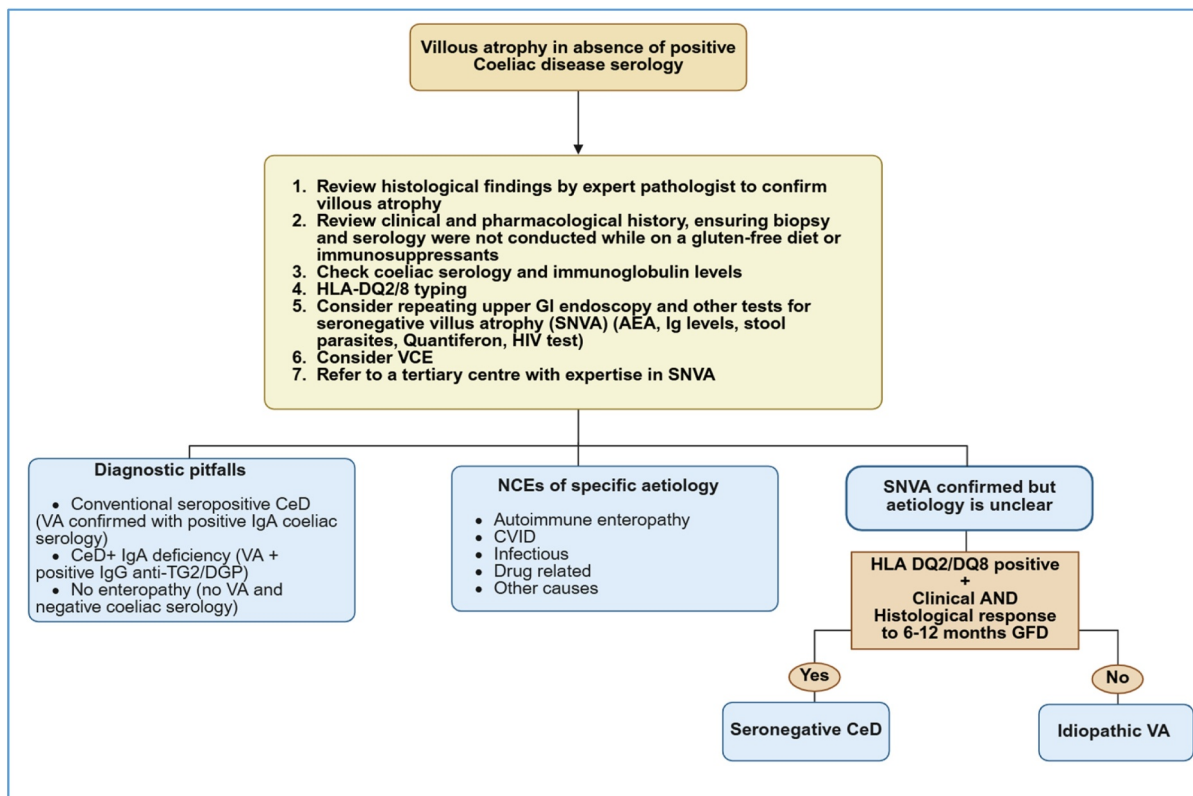 Villous atrophy in absence of positive
Coeliac disease serology
1. Review histological findings by expert pathologist to confirm
villous atrophy
2. Review clinical and pharmacological history, ensuring biopsy
and serology were not conducted while on a gluten-free diet or
immunosuppressants
3. Check coeliac serology and immunoglobulin levels
4. HLA-DQ2/8 typing
5. Consider repeating upper GI endoscopy and other tests for
seronegative villus atrophy (SNVA) (AEA, Ig levels, stool
parasites, Quantiferon, HIV test)
6. Consider VCE
7. Refer to a tertiary centre with expertise in SNVA
Diagnostic pitfalls
• Conventional seropositive CeD
(VA confirmed with positive IgA coeliac
serology)
• CeD+ IgA deficiency (VA +
positive IgG anti-TG2/DGP)
• No enteropathy (no VA and
negative coeliac serology)
NCEs of specific aetiology
• Autoimmune enteropathy
• CVID
• Infectious
• Drug related
• Other causes
SNVA confirmed but
aetiology is unclear
HLA DQ2/DQ8 positive
+
Clinical AND
Histological response
to 6-12 months GFD
Yes
No
Seronegative CeD
Idiopathic VA